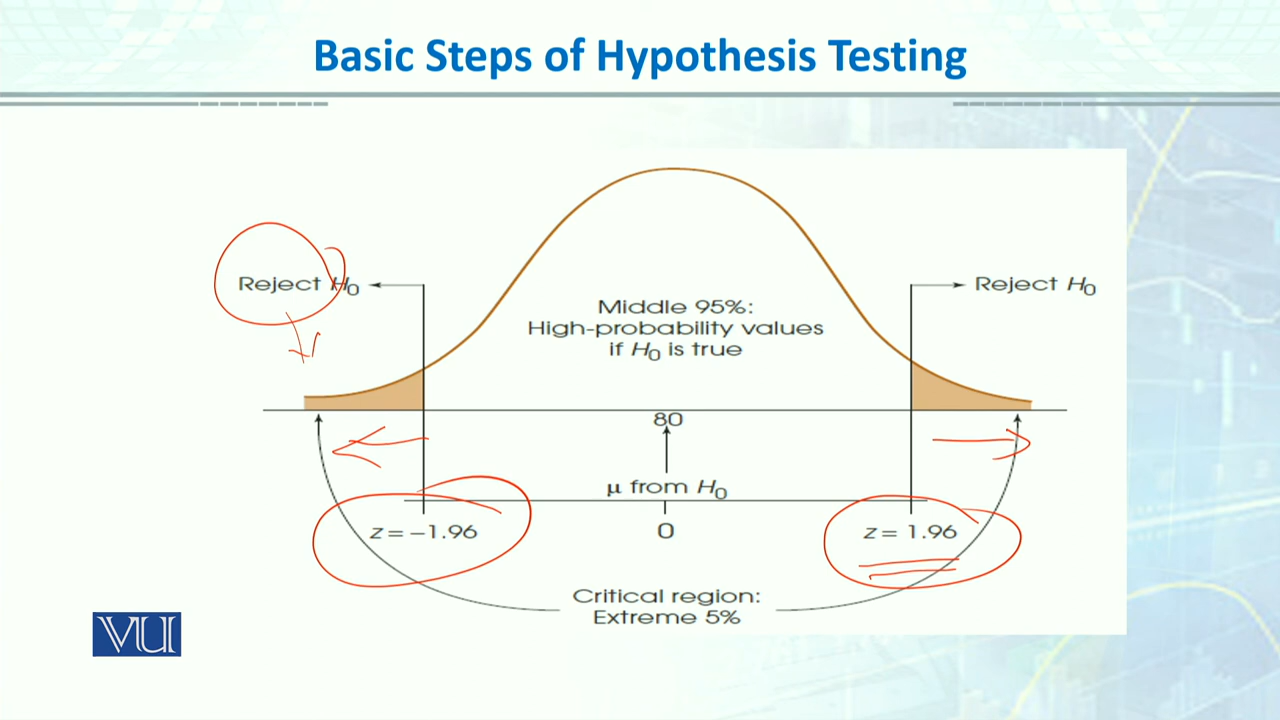 Basic Steps of Hypothesis Testing
Reject H₀
Reject H₀
Middle 95%:
High-probability values
if H₀ is true
80
μ from H₀
z = −1.96
0
z = 1.96
Critical region:
Extreme 5%
VU